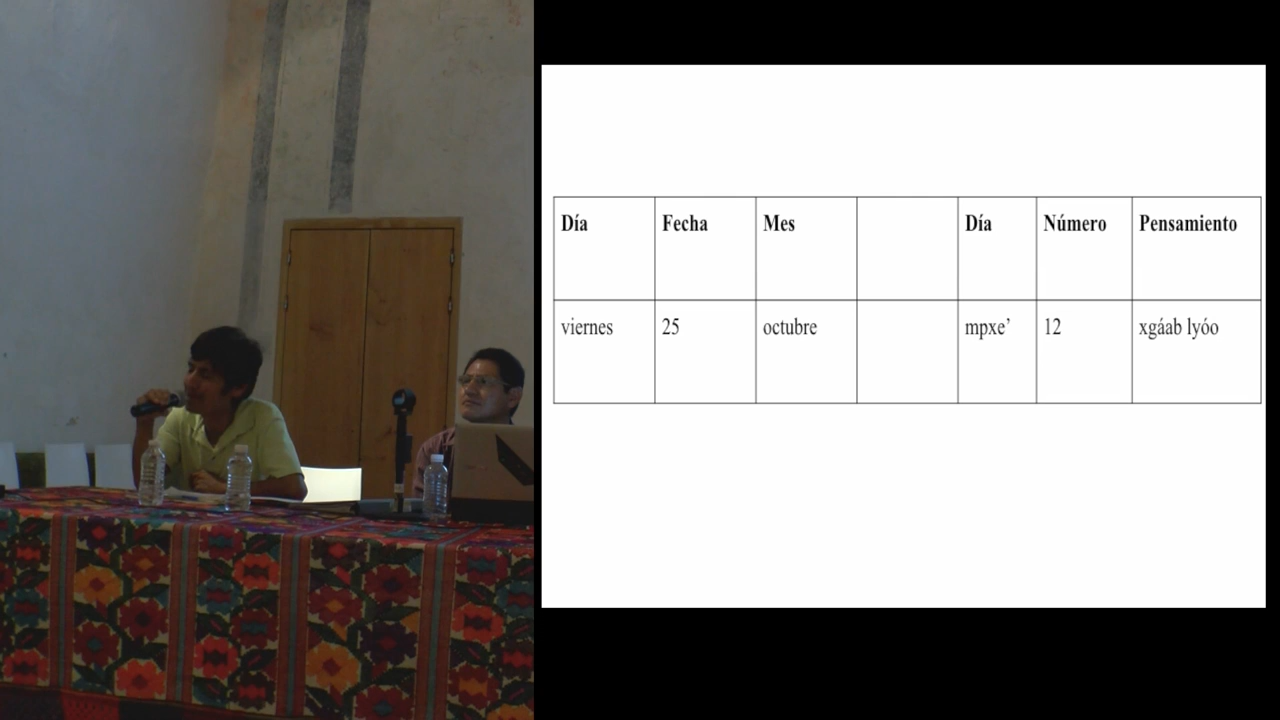 Día Fecha Mes Día Número Pensamiento
viernes 25 octubre mpxe’ 12 xgáab lyóo